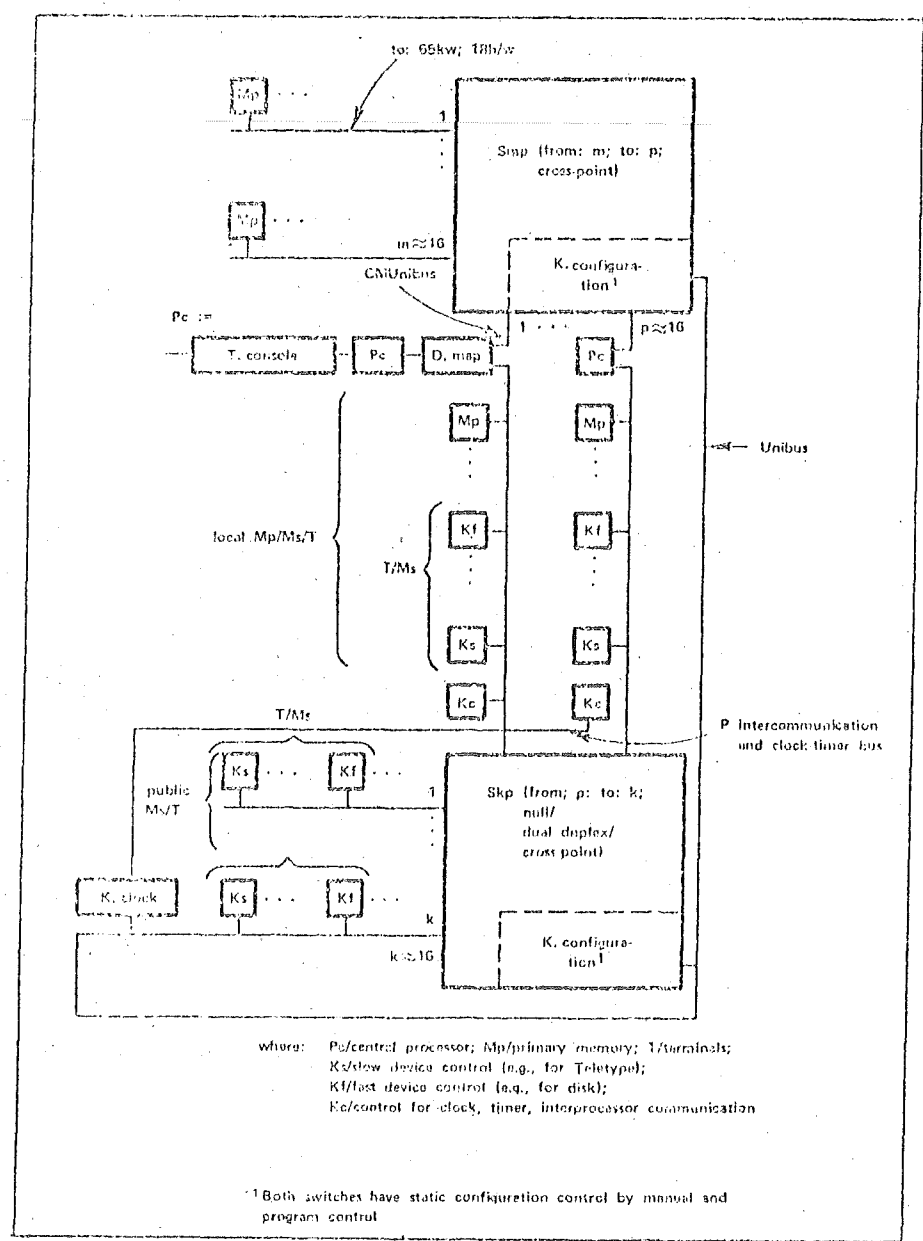 to: 65kw; 18b/w
Mp . . .
1
Smp (from: m; to: p;
cross-point)
Mp . . .
m≈16
K. configura-
tion1
CMUnibus
1 . . . p≈16
Pc :=
T. console
Pc
D. map
Pc
Mp
Mp
Unibus
local Mp/Ms/T
T/Ms
Kf
Kf
Ks
Ks
Kc
Kc
T/Ms
P Intercommunication
and clock-timer bus
public
Ms/T
Ks . . . Kf . . .
1
Skp (from; p: to: k;
null/
dual duplex/
cross point)
K. clock
Ks . . . Kf . . .
k
k≈16
K. configura-
tion1
where: Pc/central processor; Mp/primary memory; T/terminals;
Ks/slow device control (e.g., for Teletype);
Kf/fast device control (e.g., for disk);
Kc/control for clock, timer, interprocessor communication
1 Both switches have static configuration control by manual and
program control